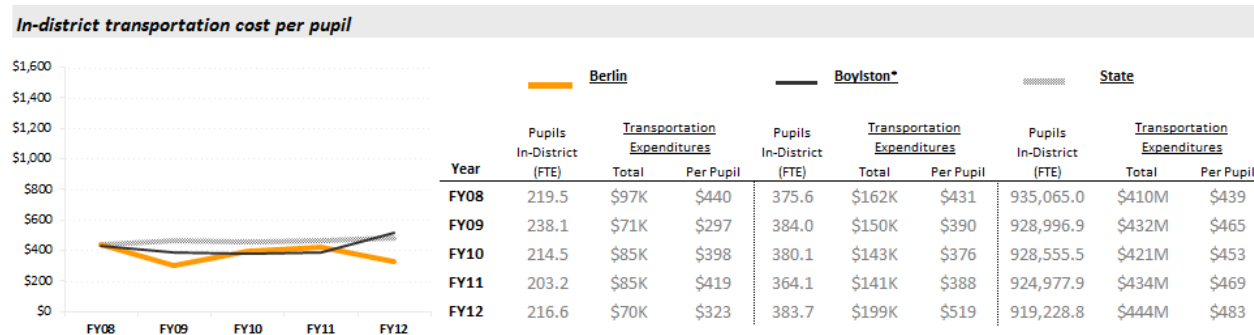 In-district transportation cost per pupil
$1,600
$1,400
$1,200
$1,000
$800
$600
$400
$200
$0
FY08 FY09 FY10 FY11 FY12
Berlin Boylston* State
Pupils Transportation Pupils Transportation Pupils Transportation
In-District Expenditures In-District Expenditures In-District Expenditures
Year (FTE) Total Per Pupil (FTE) Total Per Pupil (FTE) Total Per Pupil
FY08 219.5 $97K $440 375.6 $162K $431 935,065.0 $410M $439
FY09 238.1 $71K $297 384.0 $150K $390 928,996.9 $432M $465
FY10 214.5 $85K $398 380.1 $143K $376 928,555.5 $421M $453
FY11 203.2 $85K $419 364.1 $141K $388 924,977.9 $434M $469
FY12 216.6 $70K $323 383.7 $199K $519 919,228.8 $444M $483